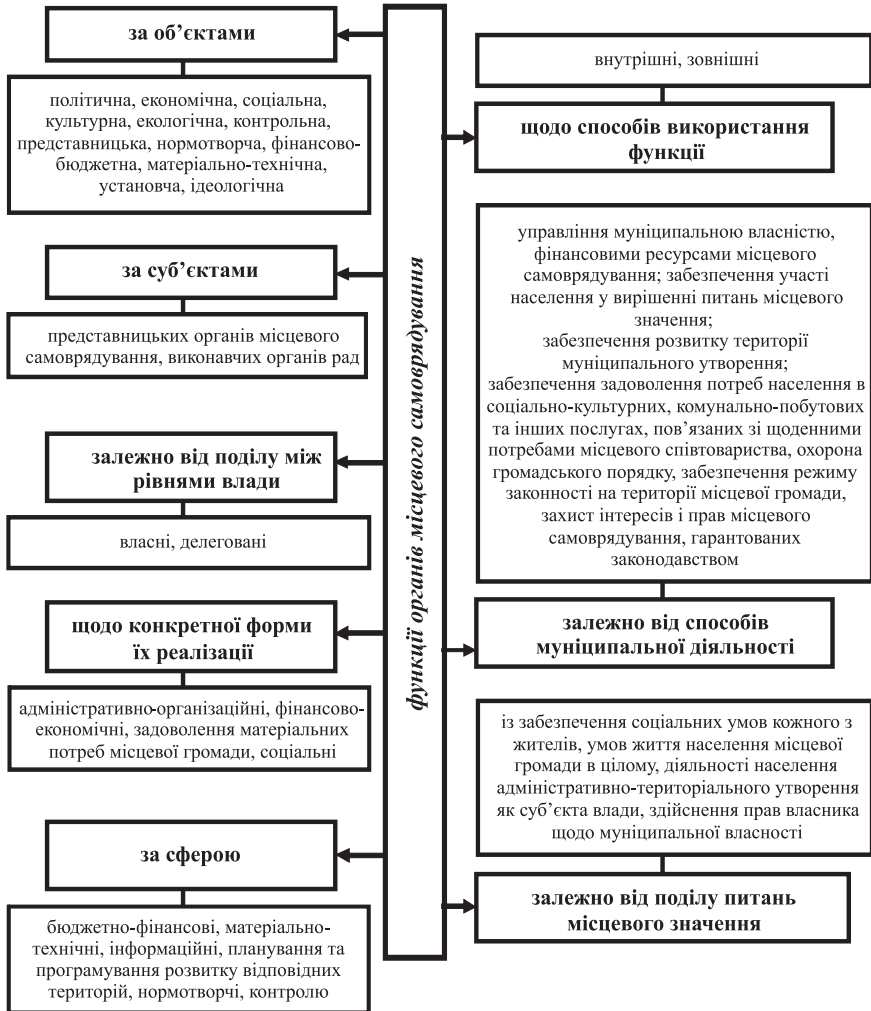 за об’єктами
політична, економічна, соціальна,
культурна, екологічна, контрольна,
представницька, нормотворча, фінансово-
бюджетна, матеріально-технічна,
установча, ідеологічна
за суб’єктами
представницьких органів місцевого
самоврядування, виконавчих органів рад
залежно від поділу між
рівнями влади
власні, делеговані
щодо конкретної форми
їх реалізації
адміністративно-організаційні, фінансово-
економічні, задоволення матеріальних
потреб місцевої громади, соціальні
за сферою
бюджетно-фінансові, матеріально-
технічні, інформаційні, планування та
програмування розвитку відповідних
територій, нормотворчі, контролю
функції органів місцевого самоврядування
внутрішні, зовнішні
щодо способів використання
функції
управління муніципальною власністю,
фінансовими ресурсами місцевого
самоврядування; забезпечення участі
населення у вирішенні питань місцевого
значення;
забезпечення розвитку території
муніципального утворення;
забезпечення задоволення потреб населення в
соціально-культурних, комунально-побутових
та інших послугах, пов’язаних зі щоденними
потребами місцевого співтовариства, охорона
громадського порядку, забезпечення режиму
законності на території місцевої громади,
захист інтересів і прав місцевого
самоврядування, гарантованих
законодавством
залежно від способів
муніципальної діяльності
із забезпечення соціальних умов кожного з
жителів, умов життя населення місцевої
громади в цілому, діяльності населення
адміністративно-територіального утворення
як суб’єкта влади, здійснення прав власника
щодо муніципальної власності
залежно від поділу питань
місцевого значення